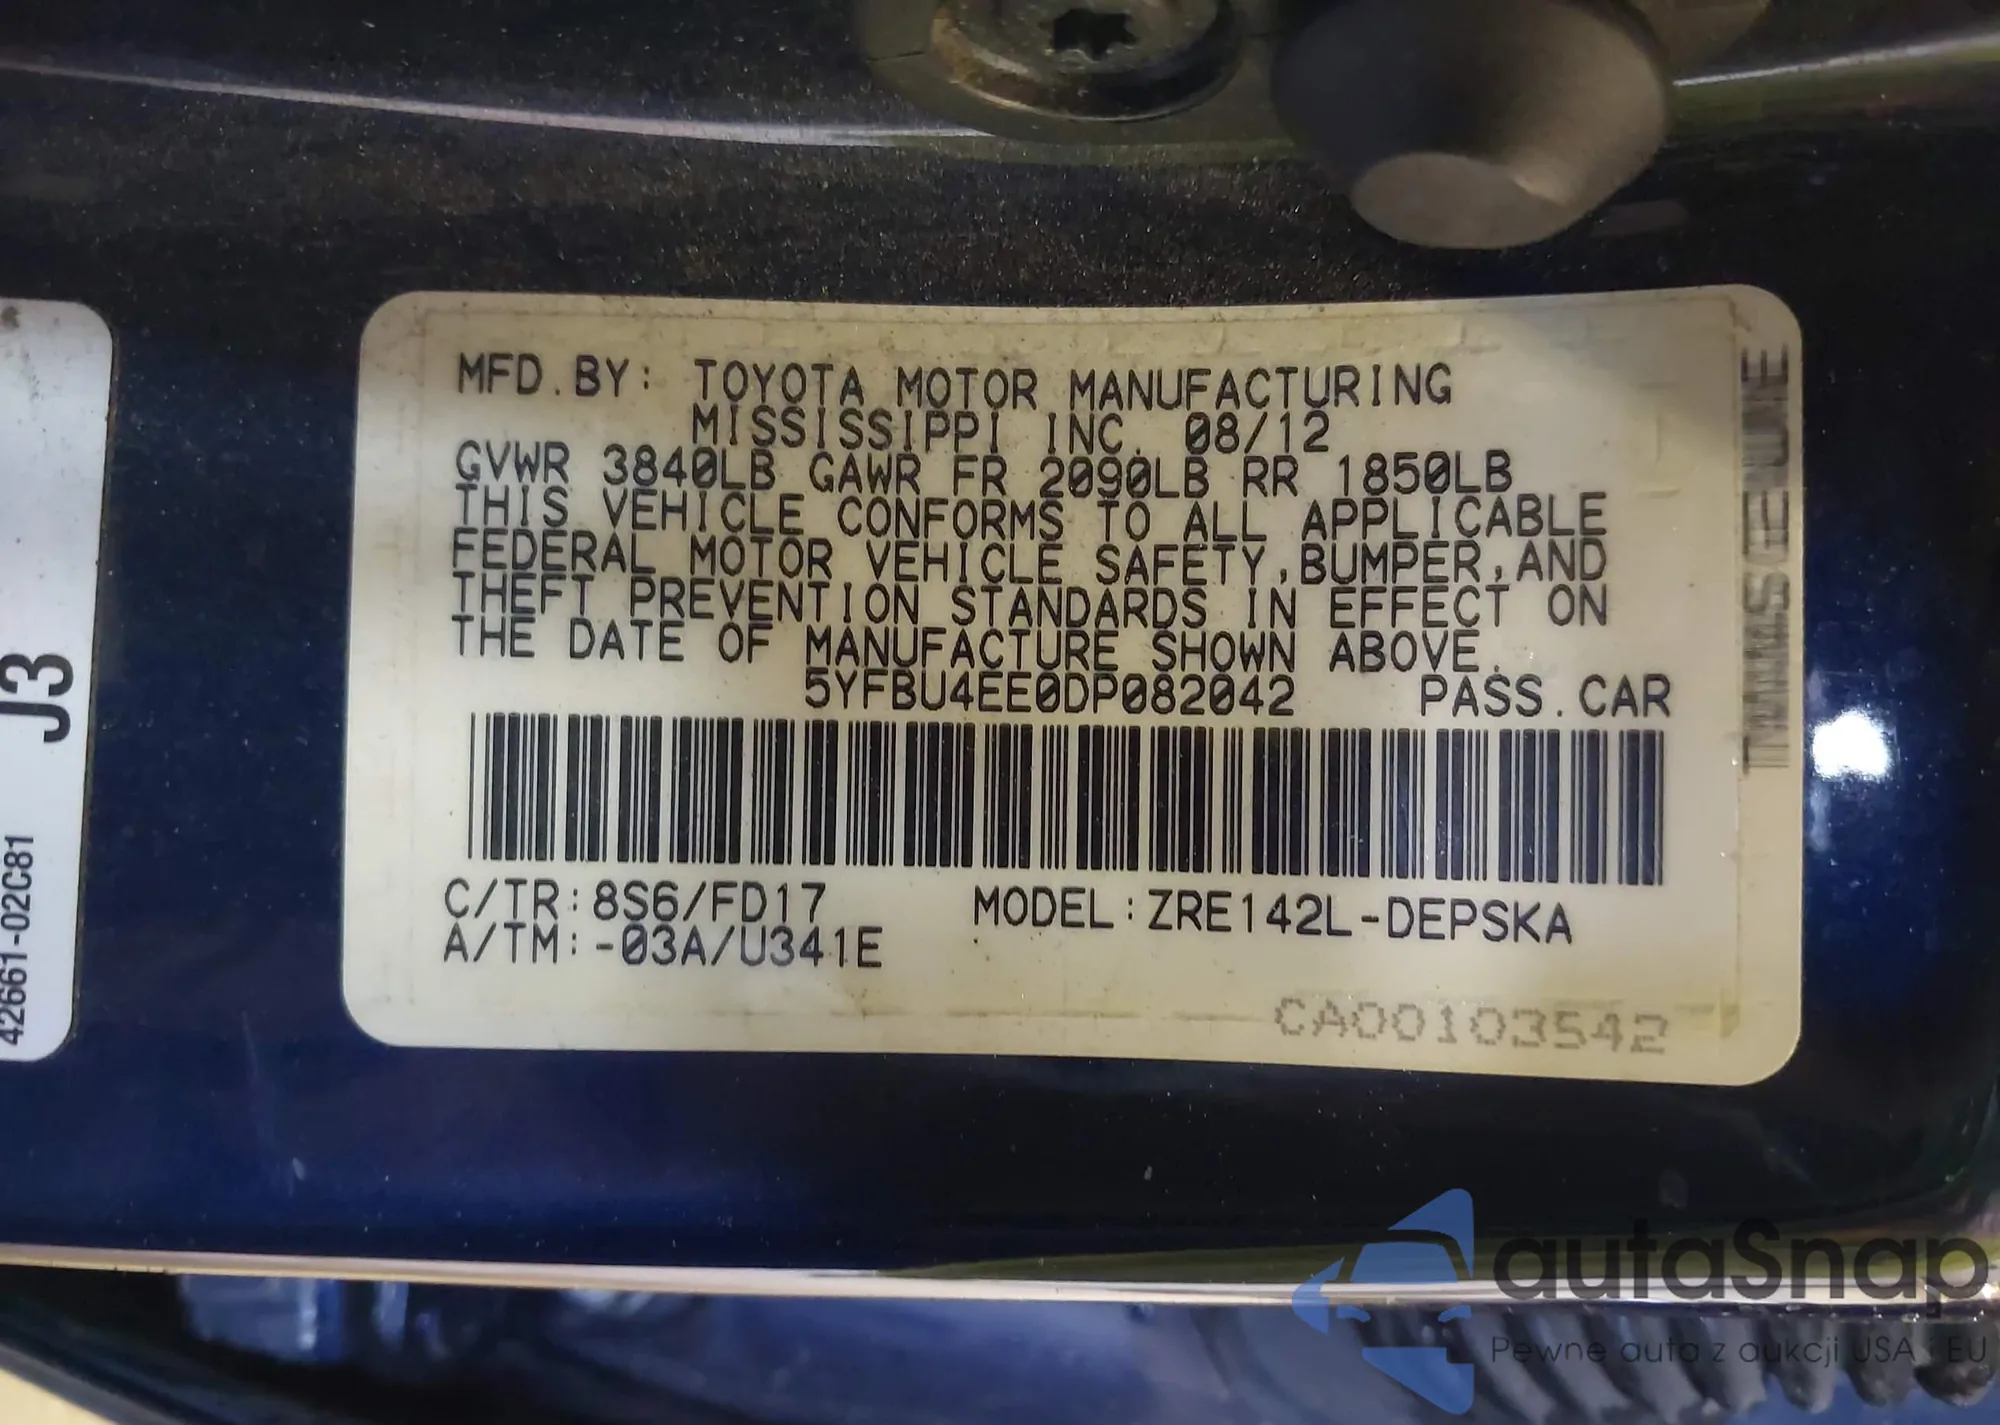 MFD.BY: TOYOTA MOTOR MANUFACTURING
MISSISSIPPI INC. 08/12
GVWR 3840LB GAWR FR 2090LB RR 1850LB
THIS VEHICLE CONFORMS TO ALL APPLICABLE
FEDERAL MOTOR VEHICLE SAFETY,BUMPER,AND
THEFT PREVENTION STANDARDS IN EFFECT ON
THE DATE OF MANUFACTURE SHOWN ABOVE.
5YFBU4EE0DP082042 PASS.CAR
C/TR:8S6/FD17 MODEL:ZRE142L-DEPSKA
A/TM:-03A/U341E
CA00103542
J3
42661-02C81
autaSnap
Pewne auta z aukcji USA i EU